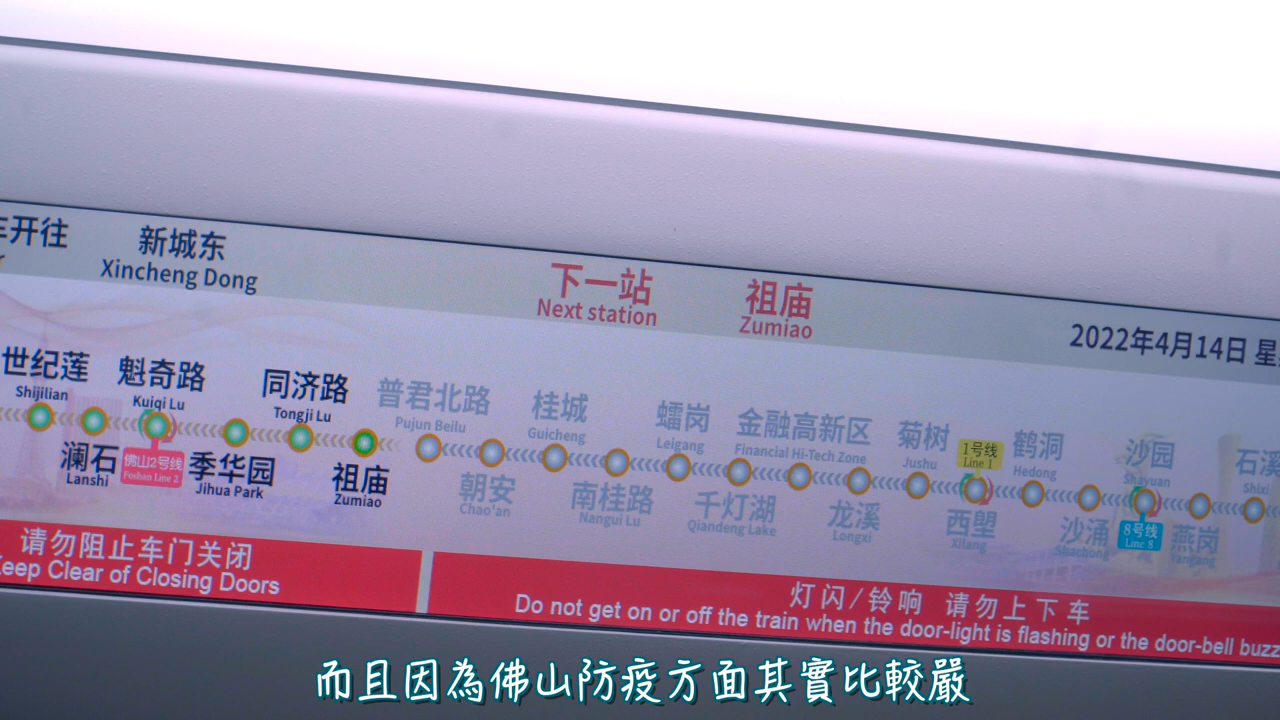 车开往
新城东
Xincheng Dong
下一站
Next station
祖庙
Zumiao
2022年4月14日 星
世纪莲
Shijilian
魁奇路
Kuiqi Lu
同济路
Tongji Lu
普君北路
Pujun Beilu
桂城
Guicheng
蠕岗
Leigang
金融高新区
Financial Hi-Tech Zone
菊树
Jushu
1号线
Line 1
鹤洞
Hedong
沙园
Shayuan
石溪
Shixi
澜石
Lanshi
佛山2号线
Foshan Line 2
季华园
Jihua Park
祖庙
Zumiao
朝安
Chao'an
南桂路
Nangui Lu
千灯湖
Qiandeng Lake
龙溪
Longxi
西塱
Xilang
沙涌
Shachong
8号线
Line 8
燕岗
Yangang
请勿阻止车门关闭
Keep Clear of Closing Doors
灯闪/铃响 请勿上下车
Do not get on or off the train when the door-light is flashing or the door-bell buzz
而且因為佛山防疫方面其實比較嚴